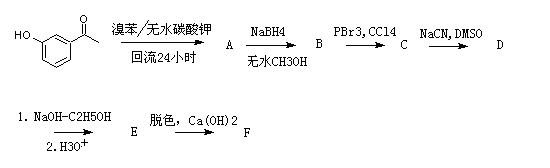 HO
O
溴苯/无水碳酸钾
回流24小时
A
NaBH4
无水CH3OH
B
PBr3,CCl4
C
NaCN,DMSO
D
1. NaOH-C2H5OH
2.H3O+
E
脱色，Ca(OH)2
F